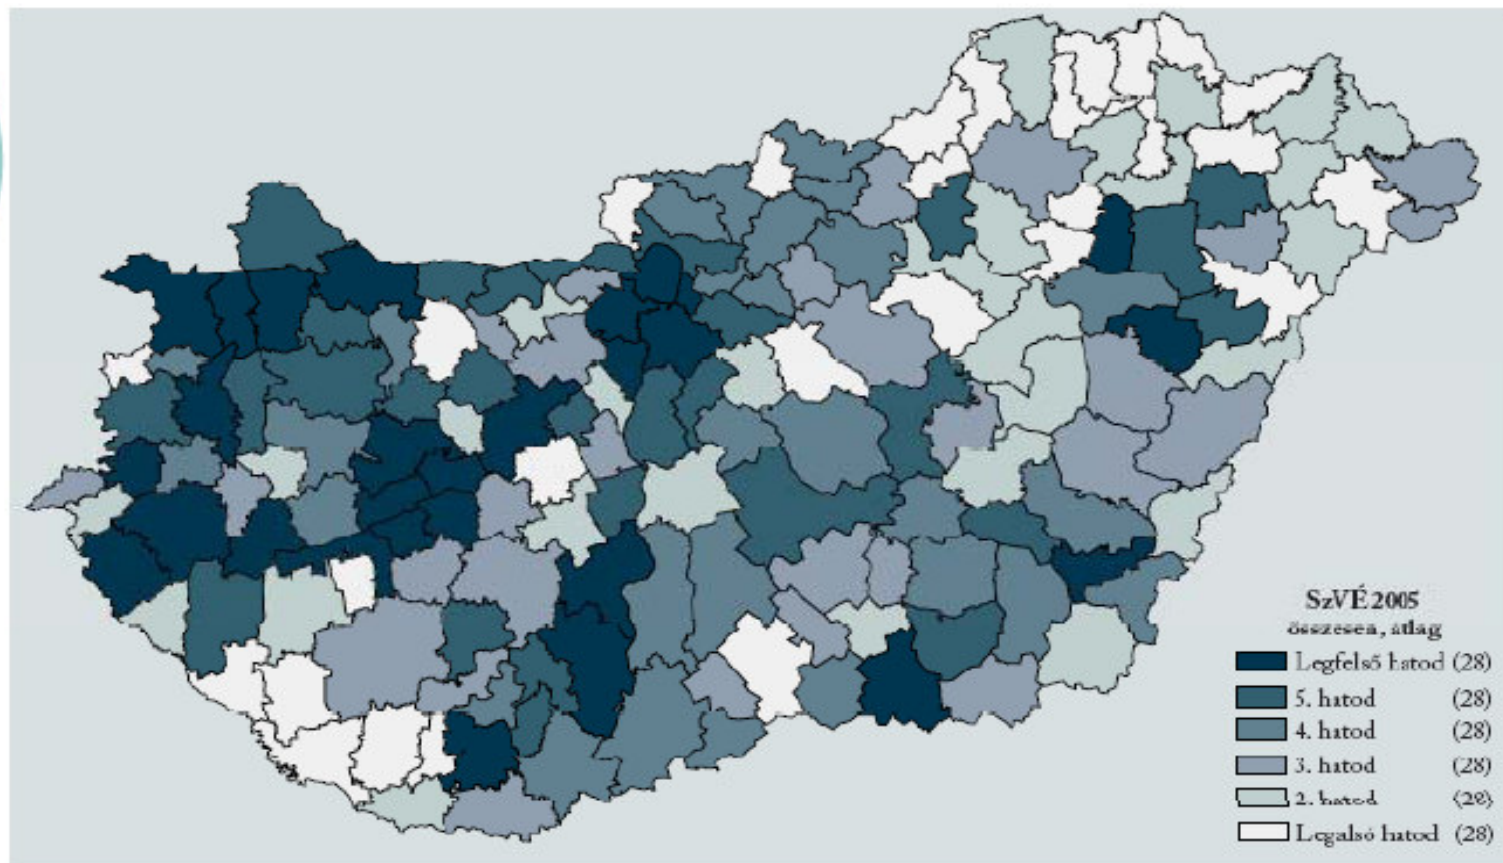 SzVÉ 2005
összesen, átlag
Legfelső hatod (28)
5. hatod (28)
4. hatod (28)
3. hatod (28)
2. hatod (28)
Legalsó hatod (28)